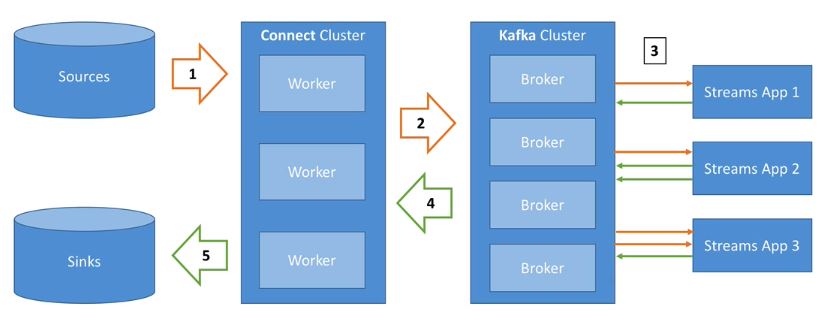 Sources
1
Sinks
5
Connect Cluster
Worker
Worker
Worker
2
4
Kafka Cluster
Broker
Broker
Broker
Broker
3
Streams App 1
Streams App 2
Streams App 3